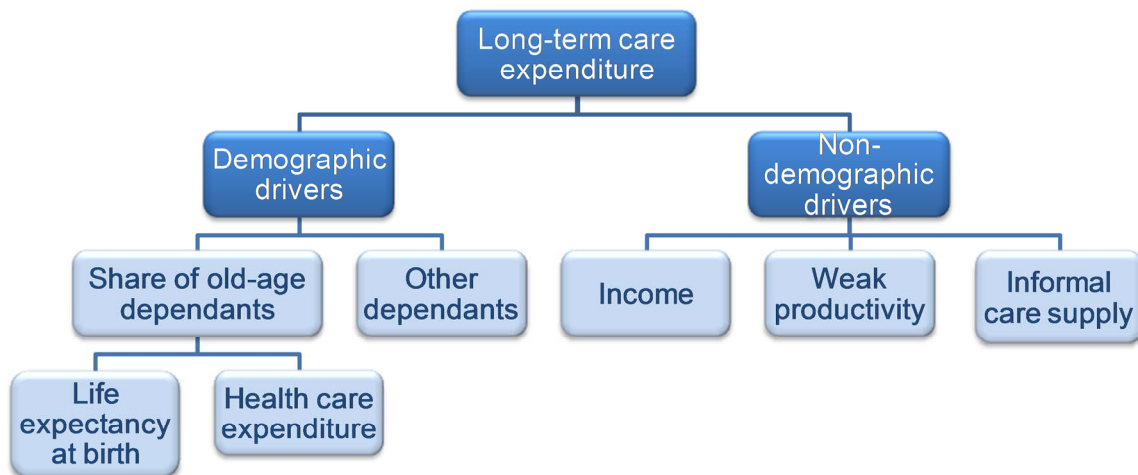 Long-term care
expenditure
Demographic
drivers
Non-
demographic
drivers
Share of old-age
dependants
Other
dependants
Income
Weak
productivity
Informal
care supply
Life
expectancy
at birth
Health care
expenditure